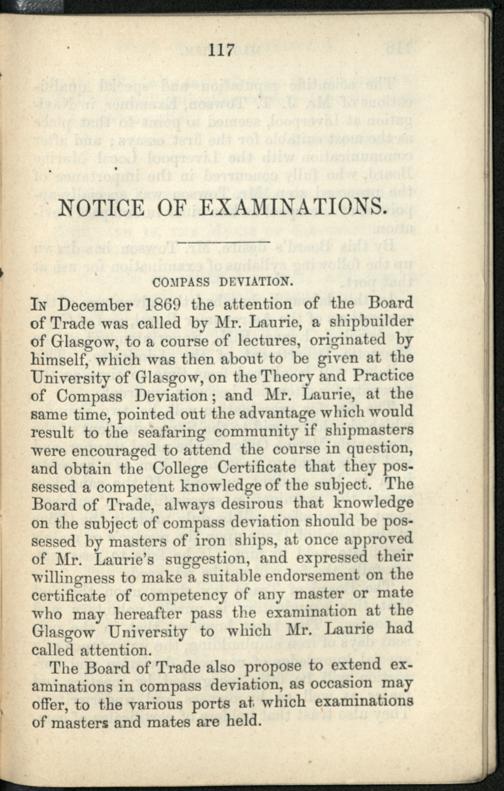 117
NOTICE OF EXAMINATIONS.
COMPASS DEVIATION.
IN December 1869 the attention of the Board
of Trade was called by Mr. Laurie, a shipbuilder
of Glasgow, to a course of lectures, originated by
himself, which was then about to be given at the
University of Glasgow, on the Theory and Practice
of Compass Deviation; and Mr. Laurie, at the
same time, pointed out the advantage which would
result to the seafaring community if shipmasters
were encouraged to attend the course in question,
and obtain the College Certificate that they pos-
sessed a competent knowledge of the subject. The
Board of Trade, always desirous that knowledge
on the subject of compass deviation should be pos-
sessed by masters of iron ships, at once approved
of Mr. Laurie's suggestion, and expressed their
willingness to make a suitable endorsement on the
certificate of competency of any master or mate
who may hereafter pass the examination at the
Glasgow University to which Mr. Laurie had
called attention.
The Board of Trade also propose to extend ex-
aminations in compass deviation, as occasion may
offer, to the various ports at which examinations
of masters and mates are held.